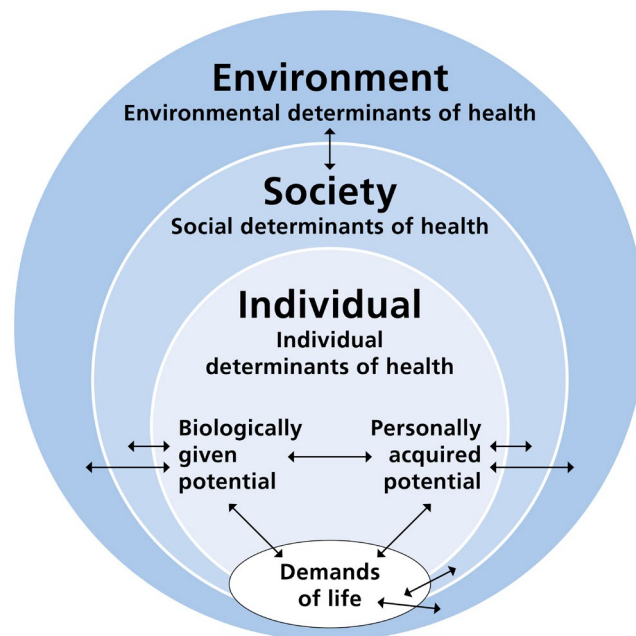 Environment
Environmental determinants of health
Society
Social determinants of health
Individual
Individual
determinants of health
Biologically
given
potential
Personally
acquired
potential
Demands
of life